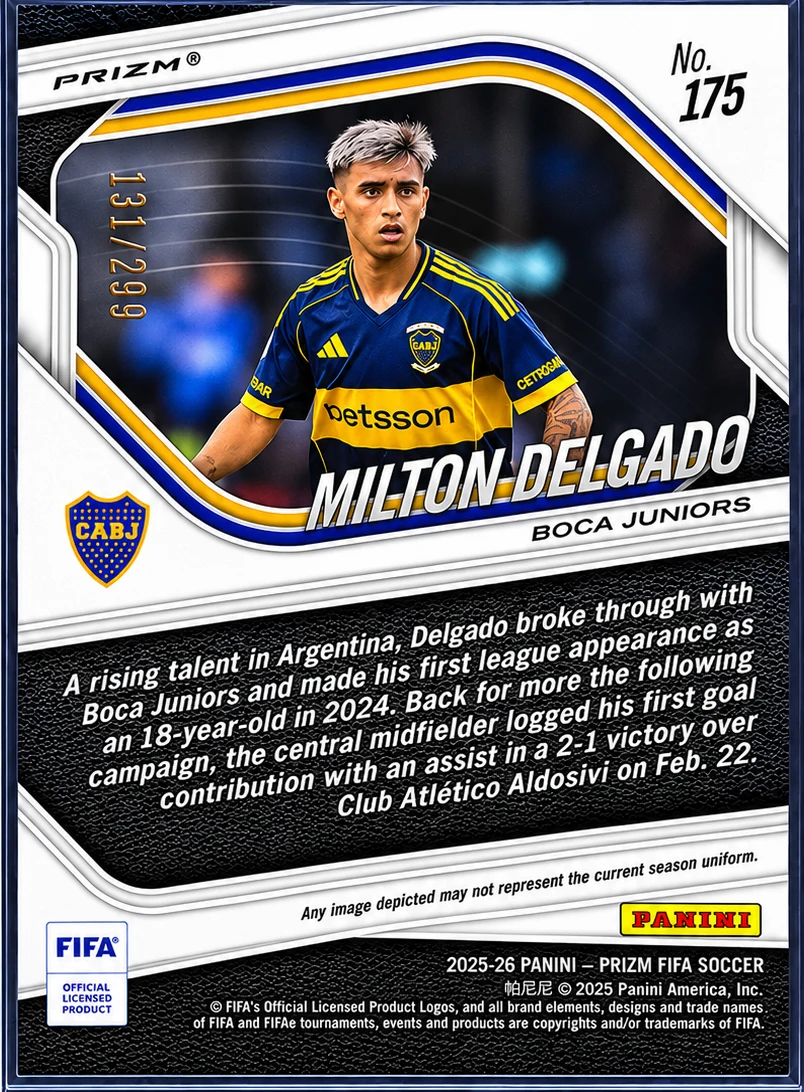 PRIZM®
No.
175
131/299
CABJ
BAR
CETROGAR
betsson
MILTON DELGADO
BOCA JUNIORS
CABJ
A rising talent in Argentina, Delgado broke through with
Boca Juniors and made his first league appearance as
an 18-year-old in 2024. Back for more the following
campaign, the central midfielder logged his first goal
contribution with an assist in a 2-1 victory over
Club Atlético Aldosivi on Feb. 22.
Any image depicted may not represent the current season uniform.
PANINI
FIFA®
OFFICIAL
LICENSED
PRODUCT
2025-26 PANINI – PRIZM FIFA SOCCER
帕尼尼 © 2025 Panini America, Inc.
© FIFA's Official Licensed Product Logos, and all brand elements, designs and trade names
of FIFA and FIFAe tournaments, events and products are copyrights and/or trademarks of FIFA.